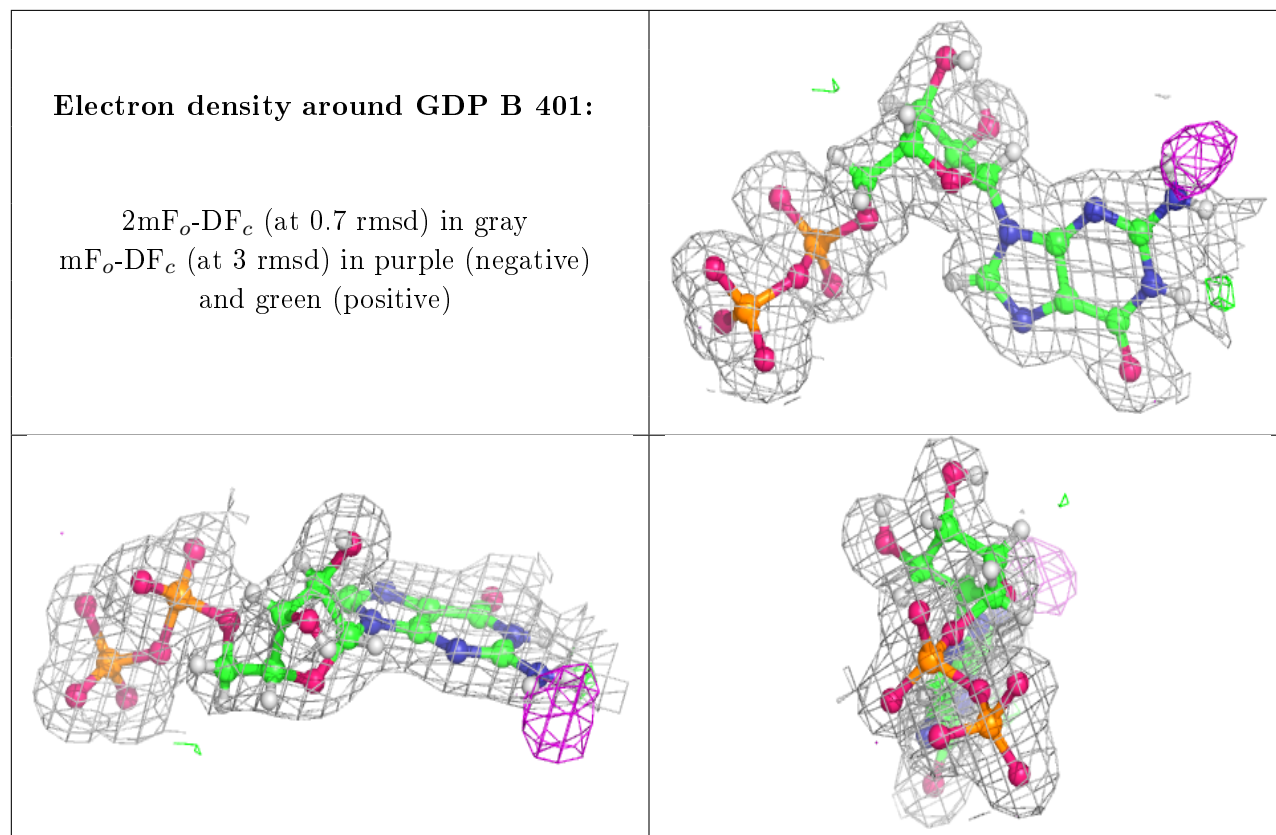 Electron density around GDP B 401:
2mFo-DFc (at 0.7 rmsd) in gray
mFo-DFc (at 3 rmsd) in purple (negative)
and green (positive)